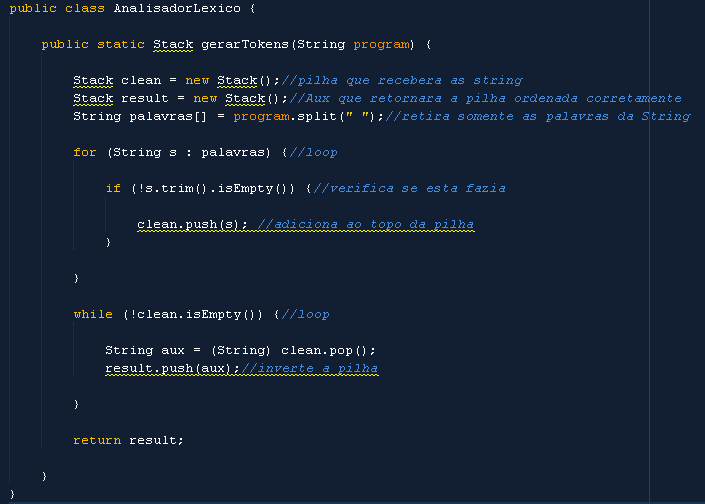 public class AnalisadorLexico {
public static Stack gerarTokens(String program) {
Stack clean = new Stack();//pilha que recebera as string
Stack result = new Stack();//Aux que retornara a pilha ordenada corretamente
String palavras[] = program.split(" ");//retira somente as palavras da String
for (String s : palavras) {//loop
if (!s.trim().isEmpty()) {//verifica se esta fazia
clean.push(s); //adiciona ao topo da pilha
}
}
while (!clean.isEmpty()) {//loop
String aux = (String) clean.pop();
result.push(aux);//inverte a pilha
}
return result;
}
}